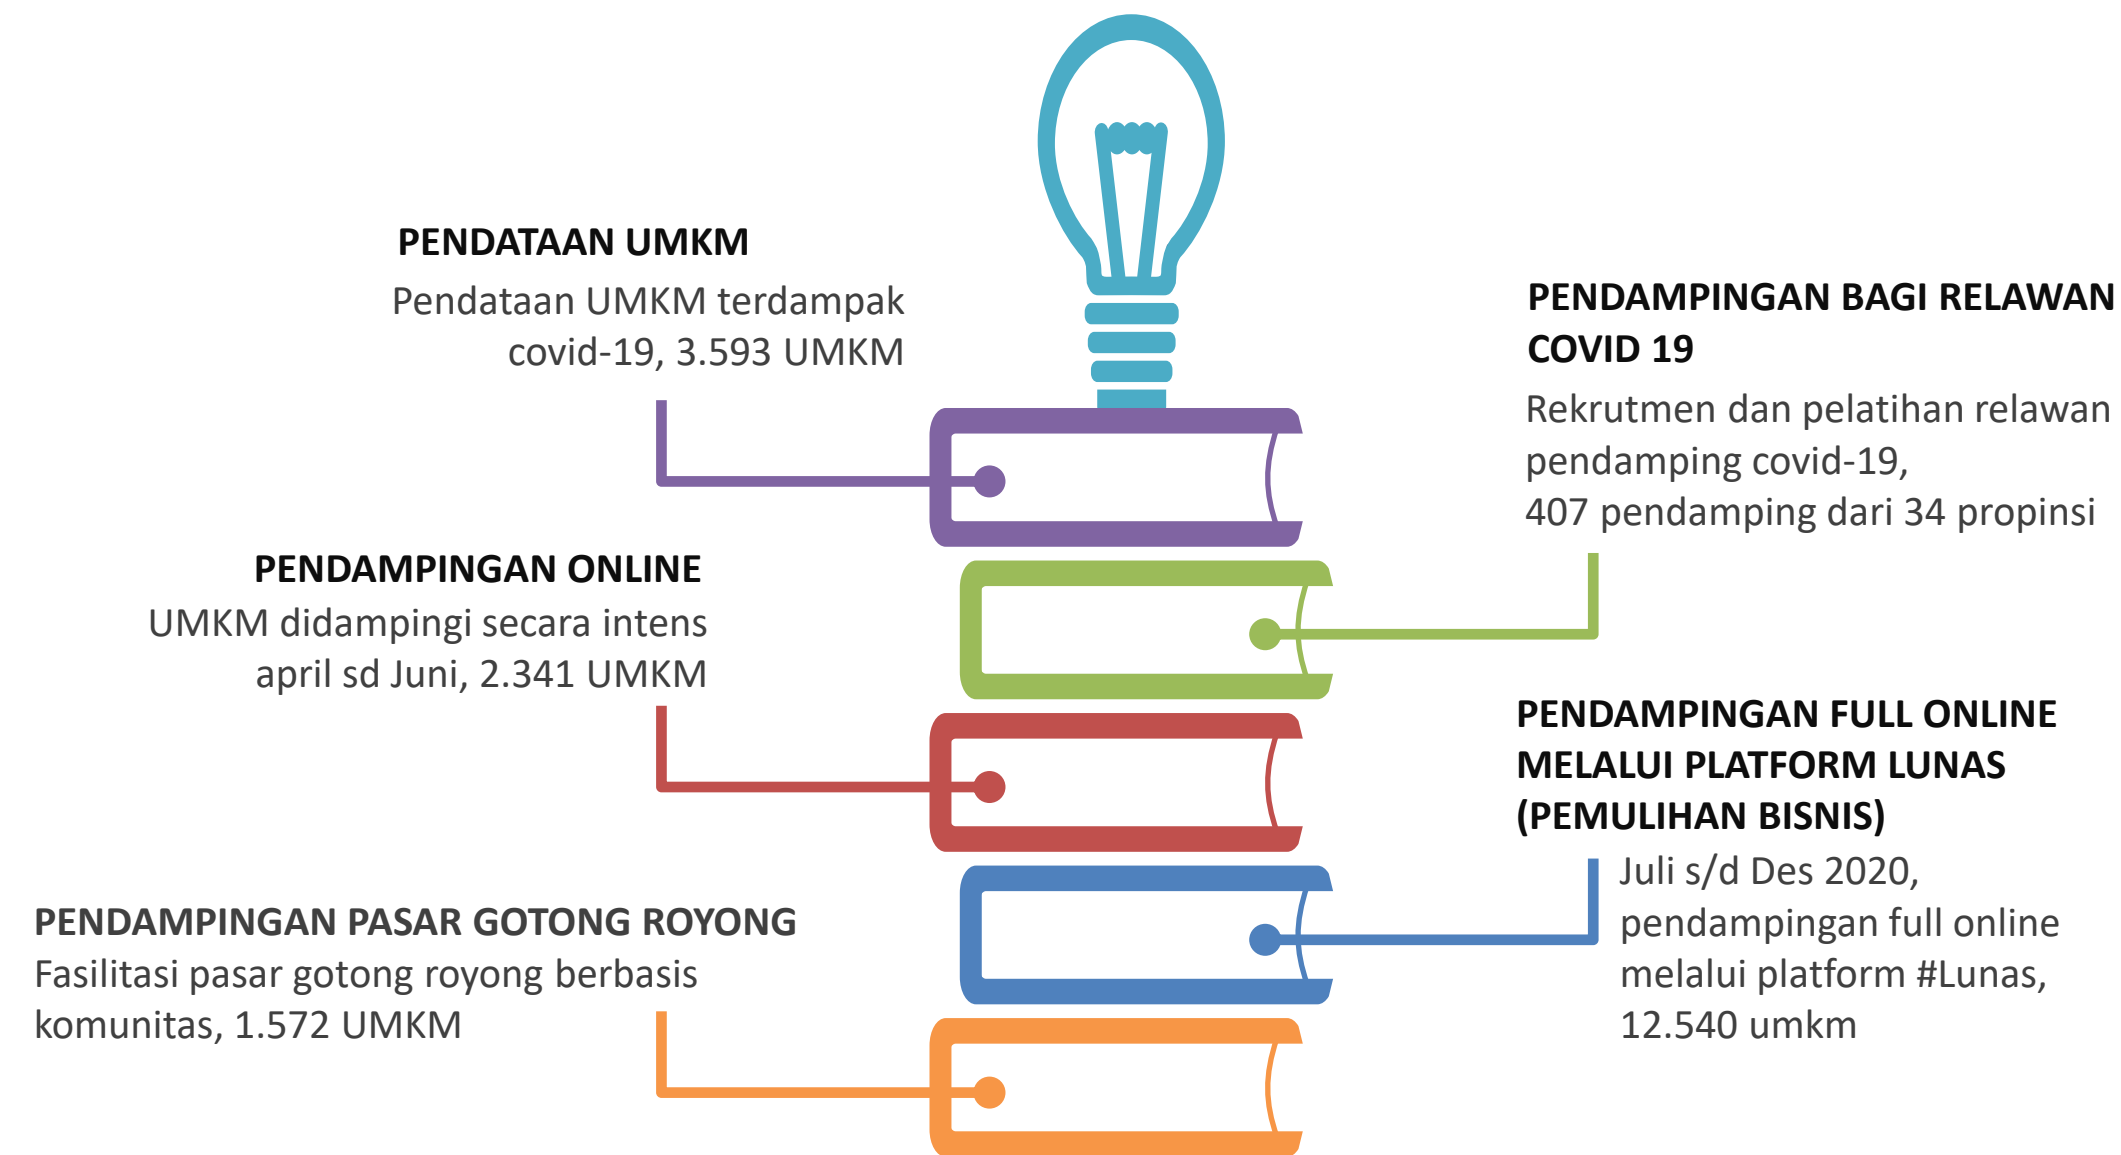 PENDATAAN UMKM
Pendataan UMKM terdampak
covid-19, 3.593 UMKM
PENDAMPINGAN BAGI RELAWAN
COVID 19
Rekrutmen dan pelatihan relawan
pendamping covid-19,
407 pendamping dari 34 propinsi
PENDAMPINGAN ONLINE
UMKM didampingi secara intens
april sd Juni, 2.341 UMKM
PENDAMPINGAN FULL ONLINE
MELALUI PLATFORM LUNAS
(PEMULIHAN BISNIS)
Juli s/d Des 2020,
pendampingan full online
melalui platform #Lunas,
12.540 umkm
PENDAMPINGAN PASAR GOTONG ROYONG
Fasilitasi pasar gotong royong berbasis
komunitas, 1.572 UMKM